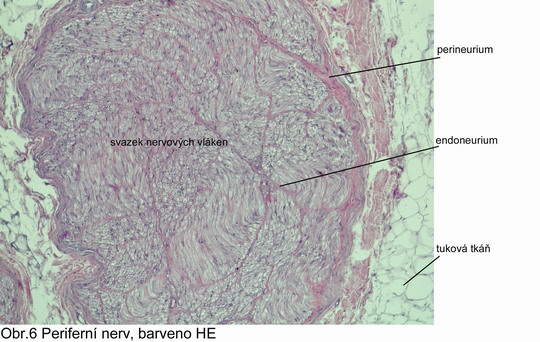 perineurium
svazek nervových vláken
endoneurium
tuková tkáň
Obr.6 Periferní nerv, barveno HE